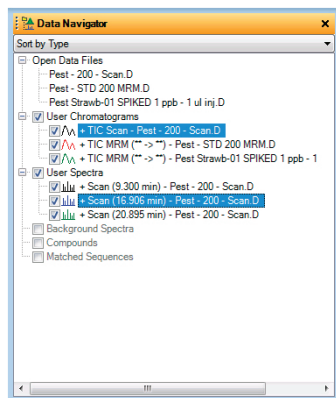 Data Navigator
Sort by Type
Open Data Files
Pest - 200 - Scan.D
Pest - STD 200 MRM.D
Pest Strawb-01 SPIKED 1 ppb - 1 ul inj.D
User Chromatograms
+ TIC Scan - Pest - 200 - Scan.D
+ TIC MRM (** -> **) - Pest - STD 200 MRM.D
+ TIC MRM (** -> **) - Pest Strawb-01 SPIKED 1 ppb - 1
User Spectra
+ Scan (9.300 min) - Pest - 200 - Scan.D
+ Scan (16.906 min) - Pest - 200 - Scan.D
+ Scan (20.895 min) - Pest - 200 - Scan.D
Background Spectra
Compounds
Matched Sequences